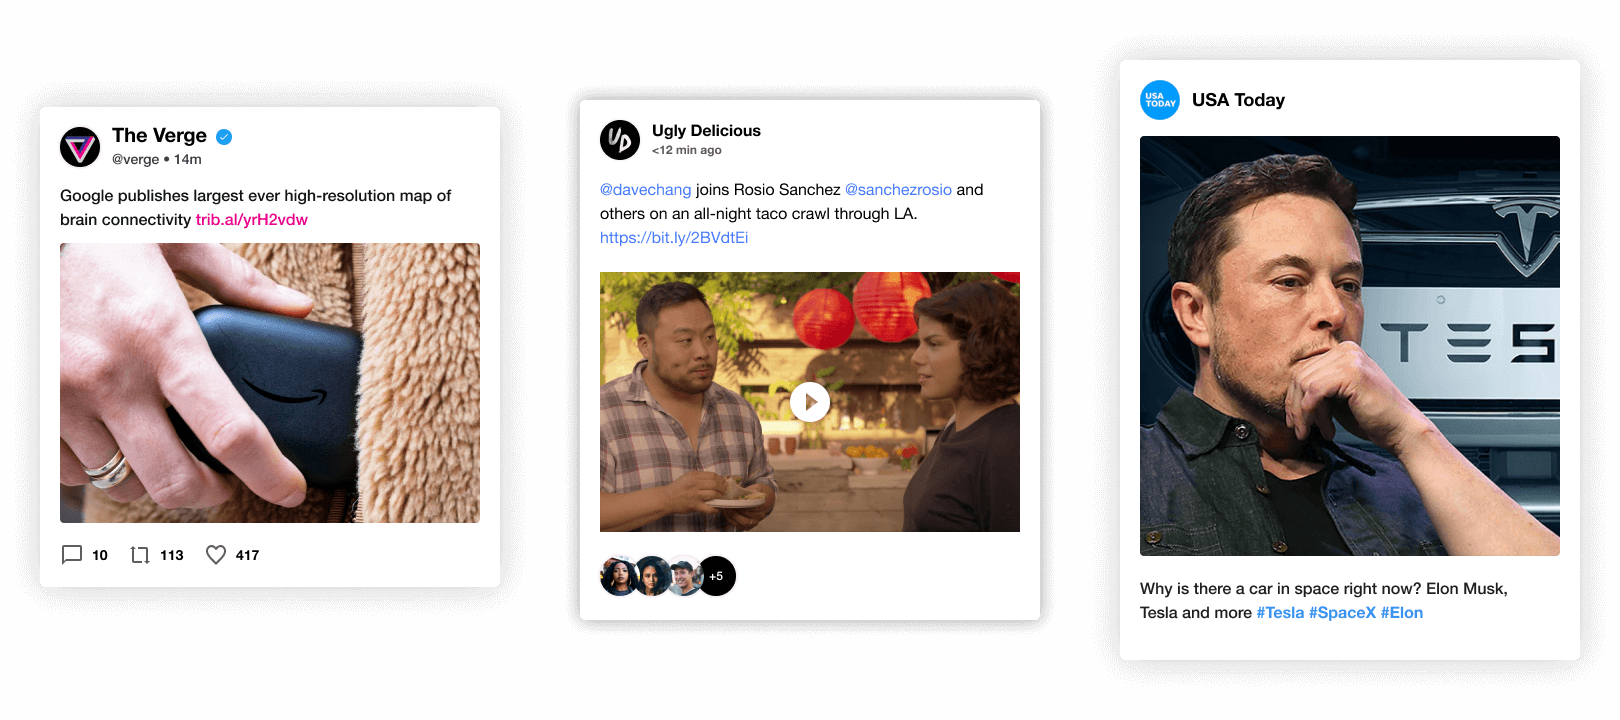 The Verge
@verge • 14m
Google publishes largest ever high-resolution map of
brain connectivity trib.al/yrH2vdw
10 113 417
UD
Ugly Delicious
<12 min ago
@davechang joins Rosio Sanchez @sanchezrosio and
others on an all-night taco crawl through LA.
https://bit.ly/2BVdtEi
+5
USA
TODAY
USA Today
TES
Why is there a car in space right now? Elon Musk,
Tesla and more #Tesla #SpaceX #Elon